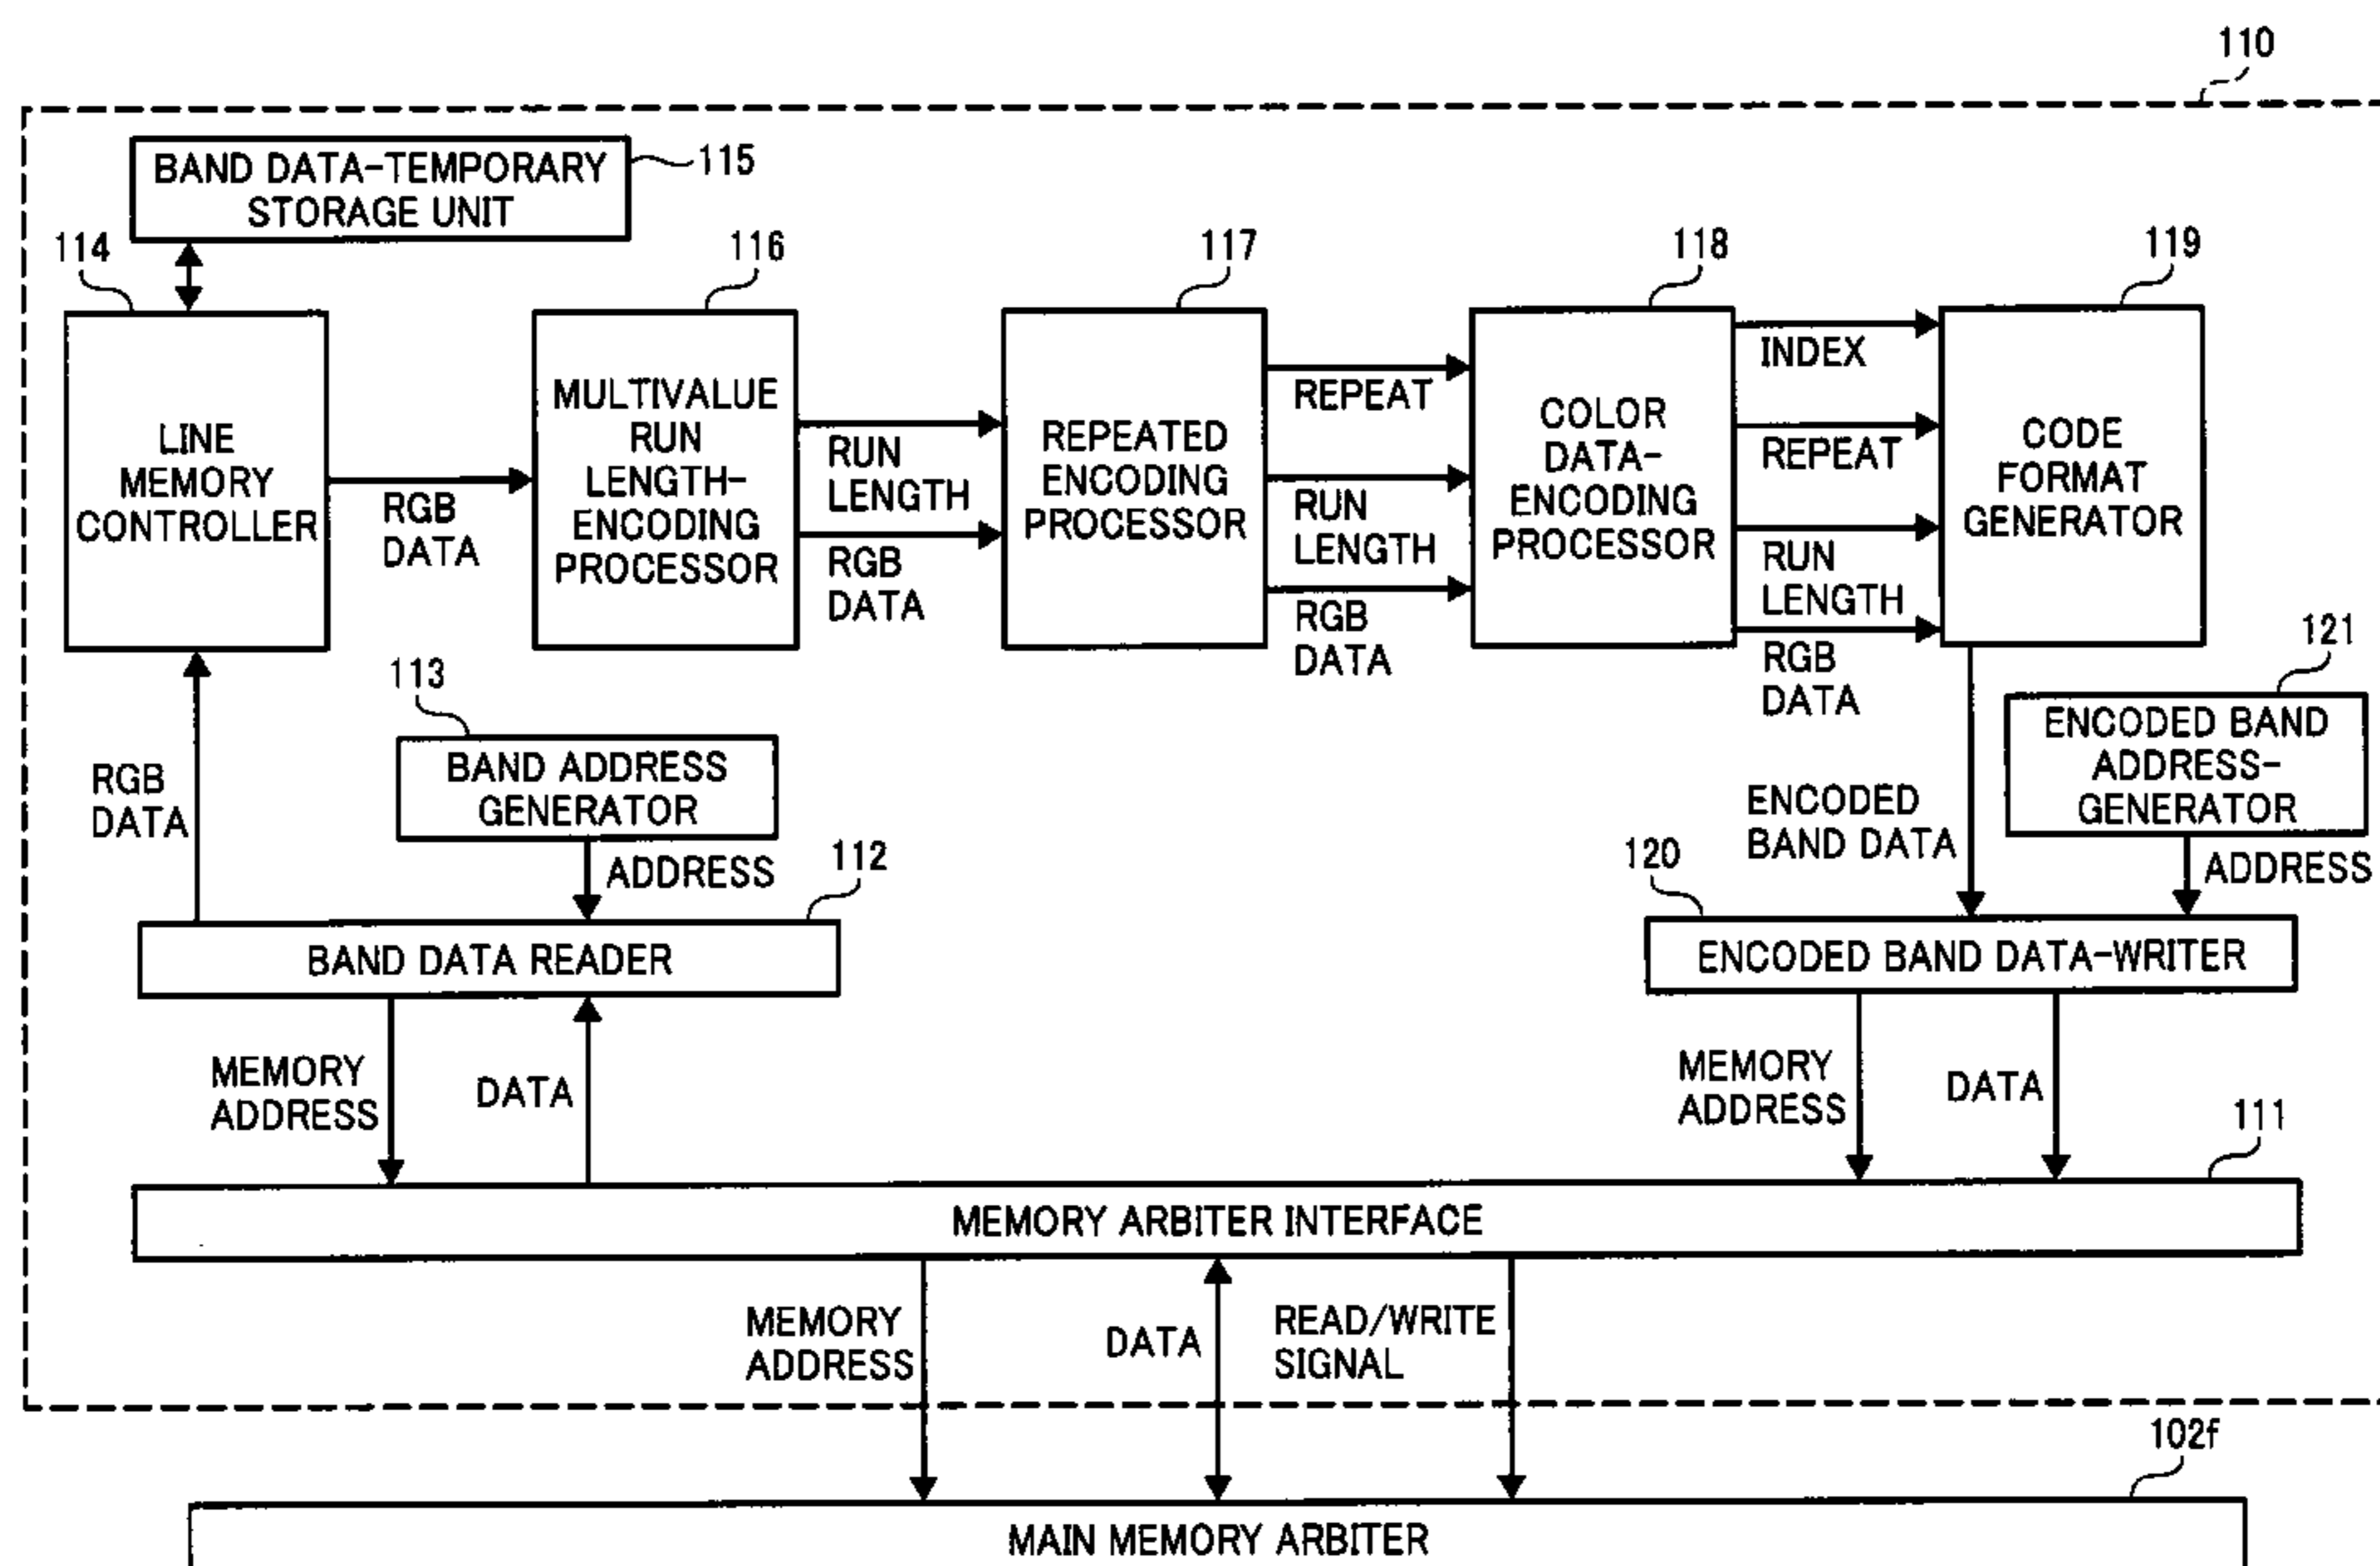 110
BAND DATA-TEMPORARY
STORAGE UNIT
115
114
116
117
118
119
LINE
MEMORY
CONTROLLER
RGB
DATA
MULTIVALUE
RUN
LENGTH-
ENCODING
PROCESSOR
RUN
LENGTH
RGB
DATA
REPEATED
ENCODING
PROCESSOR
REPEAT
RUN
LENGTH
RGB
DATA
COLOR
DATA-
ENCODING
PROCESSOR
INDEX
REPEAT
RUN
LENGTH
RGB
DATA
CODE
FORMAT
GENERATOR
121
113
RGB
DATA
BAND ADDRESS
GENERATOR
ADDRESS
112
ENCODED
BAND DATA
ENCODED BAND
ADDRESS-
GENERATOR
120
ADDRESS
BAND DATA READER
ENCODED BAND DATA-WRITER
MEMORY
ADDRESS
DATA
MEMORY
ADDRESS
DATA
111
MEMORY ARBITER INTERFACE
MEMORY
ADDRESS
DATA
READ/WRITE
SIGNAL
102f
MAIN MEMORY ARBITER